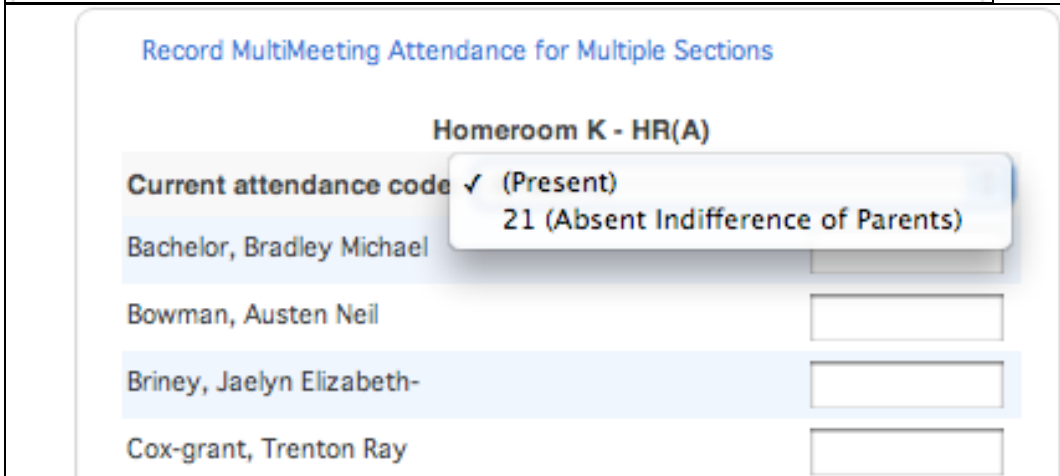 Record MultiMeeting Attendance for Multiple Sections
Homeroom K - HR(A)
Current attendance code ✓ (Present)
21 (Absent Indifference of Parents)
Bachelor, Bradley Michael
Bowman, Austen Neil
Briney, Jaelyn Elizabeth-
Cox-grant, Trenton Ray